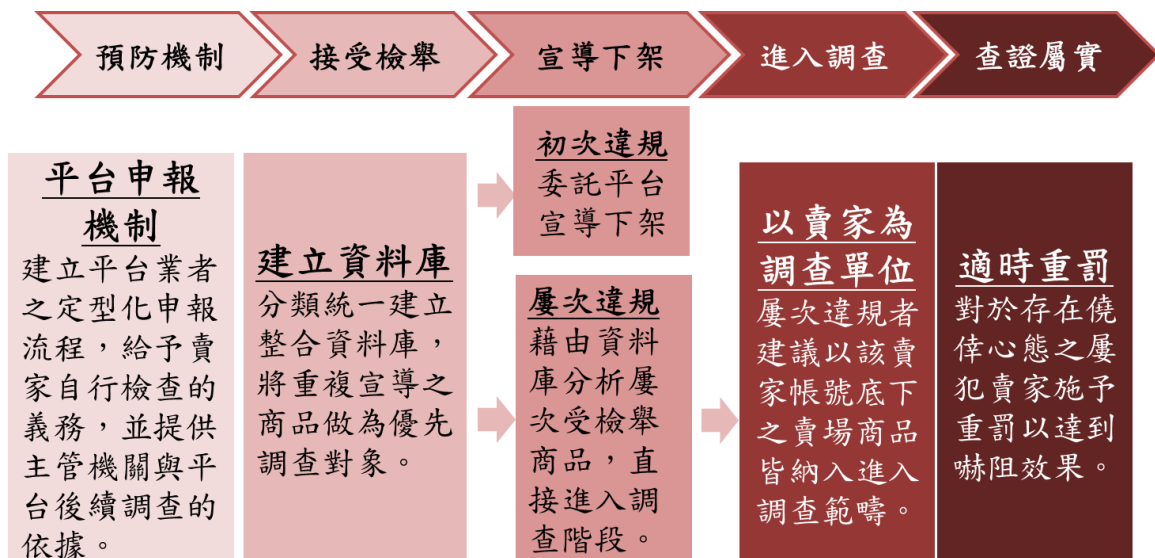 預防機制
接受檢舉
宣導下架
進入調查
查證屬實
平台申報
機制
建立平台業者
之定型化申報
流程，給予賣
家自行檢查的
義務，並提供
主管機關與平
台後續調查的
依據。
建立資料庫
分類統一建立
整合資料庫，
將重複宣導之
商品做為優先
調查對象。
初次違規
委託平台
宣導下架
屢次違規
藉由資料
庫分析屢
次受檢舉
商品，直
接進入調
查階段。
以賣家為
調查單位
屢次違規者
建議以該賣
家帳號底下
之賣場商品
皆納入進入
調查範疇。
適時重罰
對於存在僥
倖心態之屢
犯賣家施予
重罰以達到
嚇阻效果。